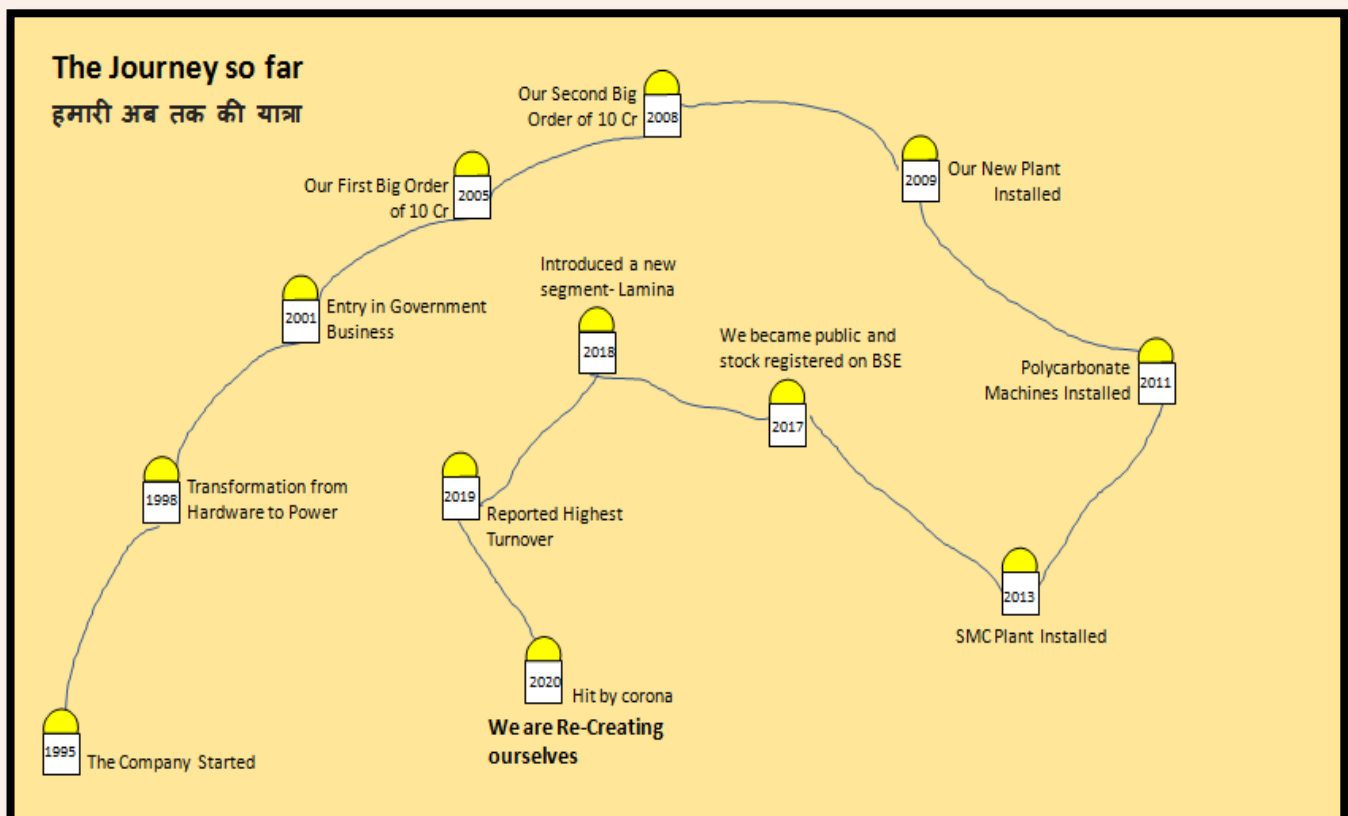 The Journey so far
हमारी अब तक की यात्रा
1995
The Company Started
1998
Transformation from
Hardware to Power
2001
Entry in Government
Business
2005
Our First Big Order
of 10 Cr
2008
Our Second Big
Order of 10 Cr
2009
Our New Plant
Installed
2011
Polycarbonate
Machines Installed
2013
SMC Plant Installed
2017
We became public and
stock registered on BSE
2018
Introduced a new
segment- Lamina
2019
Reported Highest
Turnover
2020
Hit by corona
We are Re-Creating
ourselves